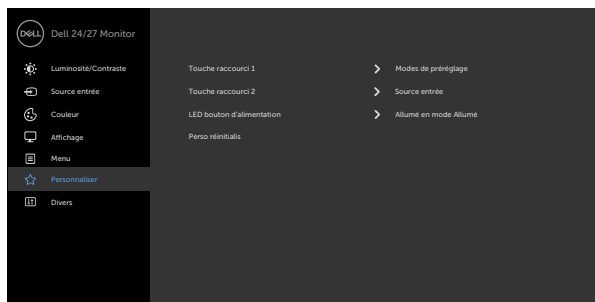 DELL
Dell 24/27 Monitor
Luminosité/Contraste
Touche raccourci 1
Modes de préréglage
Source entrée
Touche raccourci 2
Source entrée
Couleur
LED bouton d'alimentation
Allumé en mode Allumé
Affichage
Perso réinitialis
Menu
Personnaliser
Divers